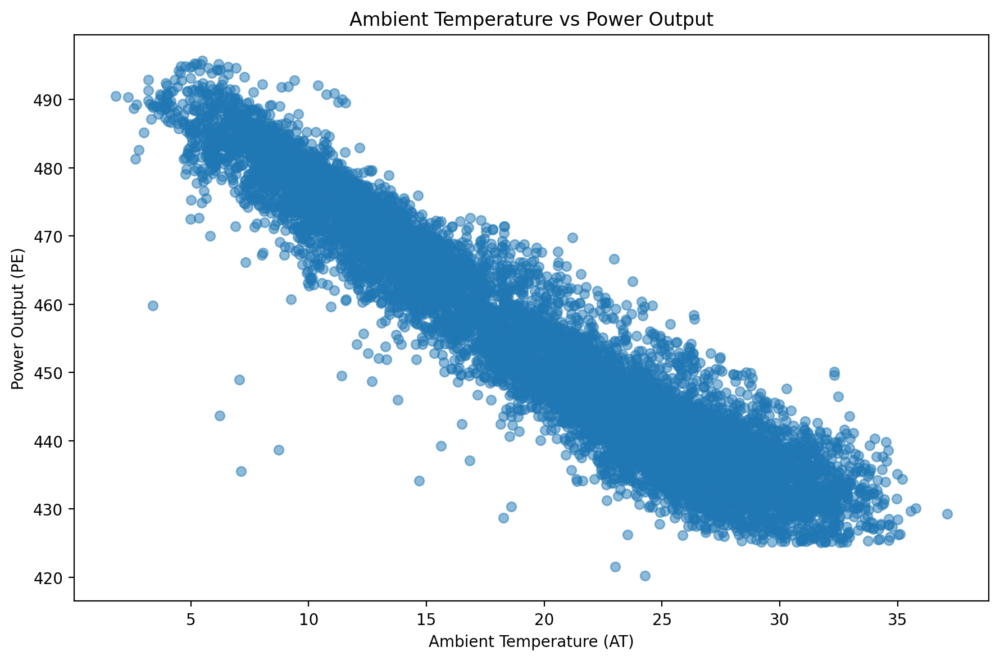 Ambient Temperature vs Power Output
Power Output (PE)
490
480
470
460
450
440
430
420
5 10 15 20 25 30 35
Ambient Temperature (AT)